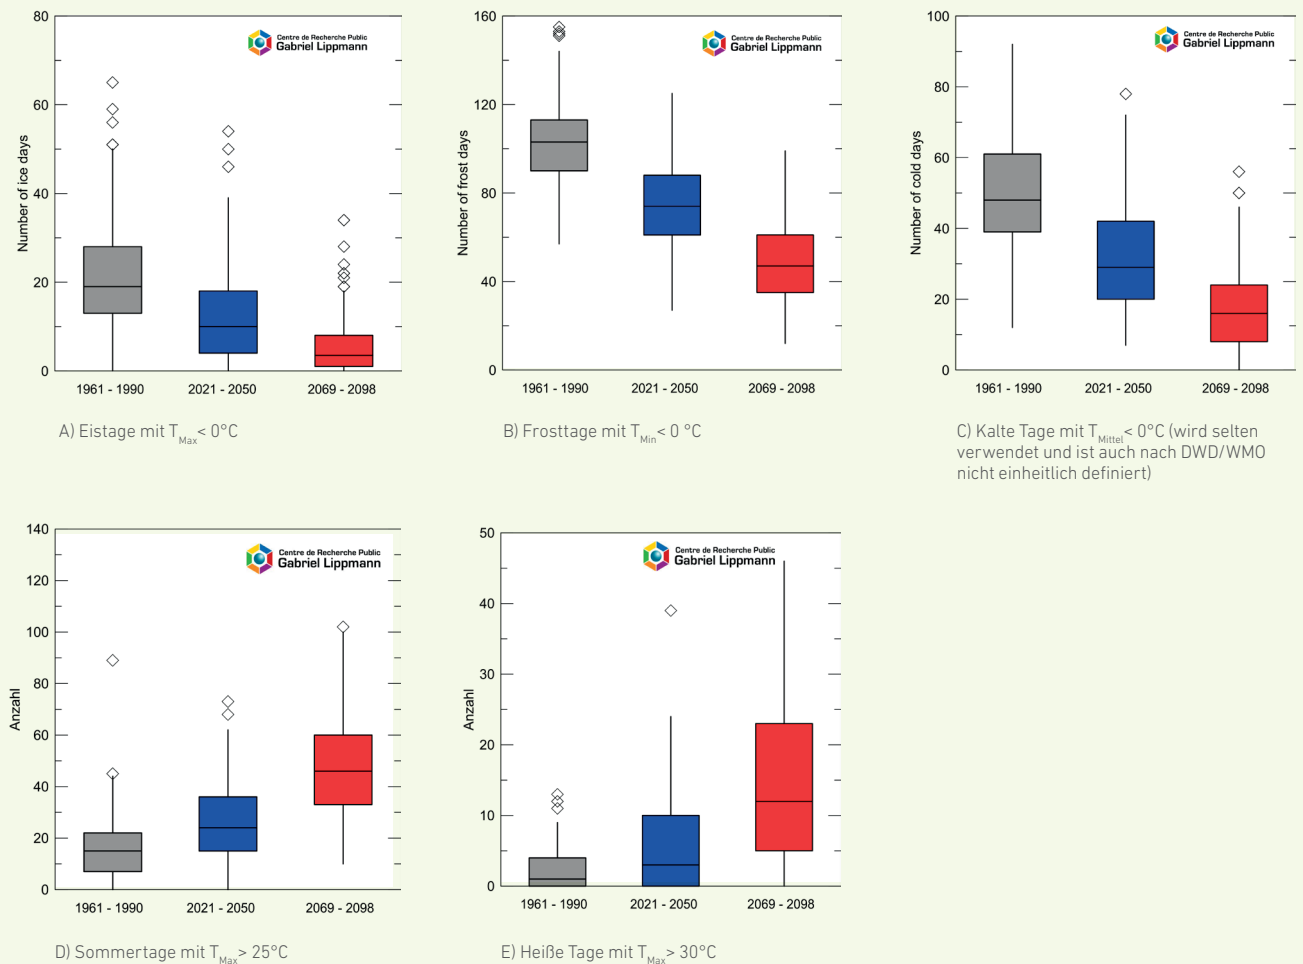 80
60
40
20
0
Number of ice days
Centre de Recherche Public
Gabriel Lippmann
1961 - 1990
2021 - 2050
2069 - 2098
A) Eistage mit TMax< 0°C
160
120
80
40
0
Number of frost days
Centre de Recherche Public
Gabriel Lippmann
1961 - 1990
2021 - 2050
2069 - 2098
B) Frosttage mit TMin< 0 °C
100
80
60
40
20
0
Number of cold days
Centre de Recherche Public
Gabriel Lippmann
1961 - 1990
2021 - 2050
2069 - 2098
C) Kalte Tage mit TMittel< 0°C (wird selten
verwendet und ist auch nach DWD/WMO
nicht einheitlich definiert)
140
120
100
80
60
40
20
0
Anzahl
Centre de Recherche Public
Gabriel Lippmann
1961 - 1990
2021 - 2050
2069 - 2098
D) Sommertage mit TMax> 25°C
50
40
30
20
10
0
Anzahl
Centre de Recherche Public
Gabriel Lippmann
1961 - 1990
2021 - 2050
2069 - 2098
E) Heiße Tage mit TMax> 30°C